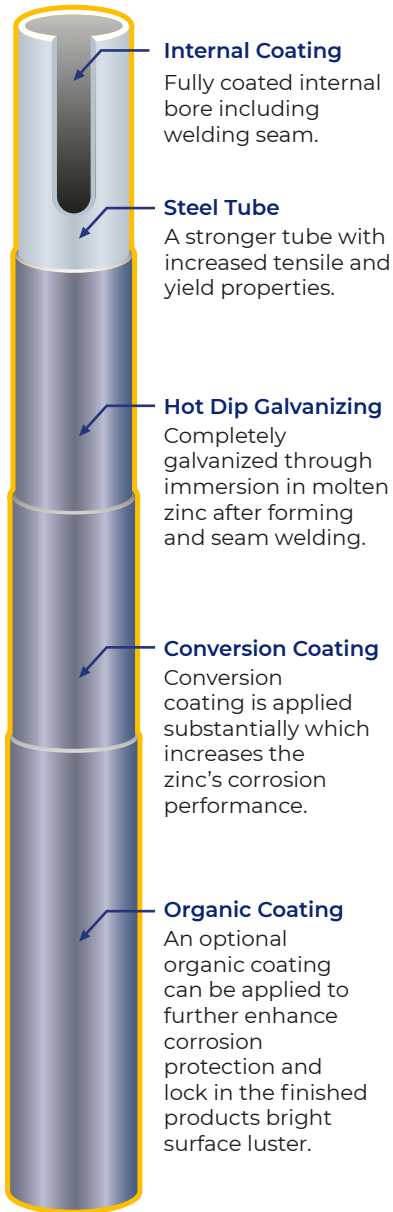 Internal Coating
Fully coated internal
bore including
welding seam.
Steel Tube
A stronger tube with
increased tensile and
yield properties.
Hot Dip Galvanizing
Completely
galvanized through
immersion in molten
zinc after forming
and seam welding.
Conversion Coating
Conversion
coating is applied
substantially which
increases the
zinc’s corrosion
performance.
Organic Coating
An optional
organic coating
can be applied to
further enhance
corrosion
protection and
lock in the finished
products bright
surface luster.